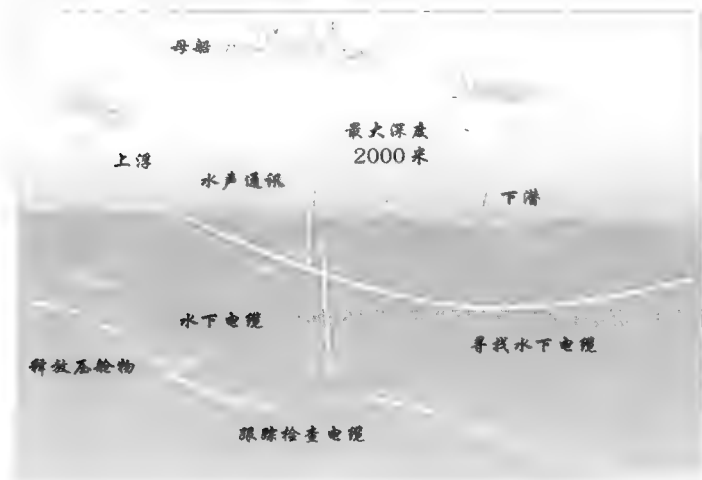 母船
最大深度
2000米
上浮
水声通讯
下潜
水下电缆
寻找水下电缆
释放压舱物
跟踪检查电缆